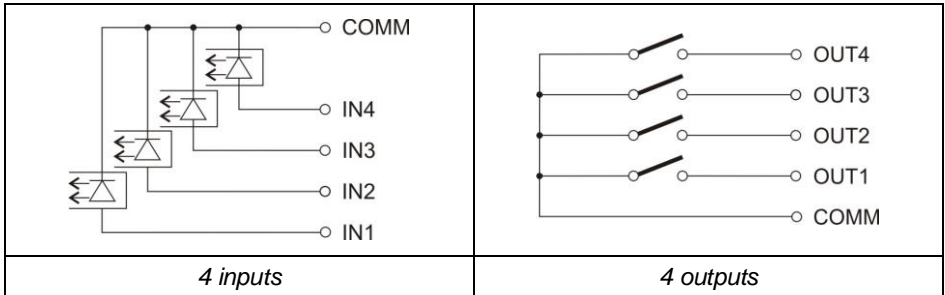 COMM
IN4
IN3
IN2
IN1
4 inputs
OUT4
OUT3
OUT2
OUT1
COMM
4 outputs